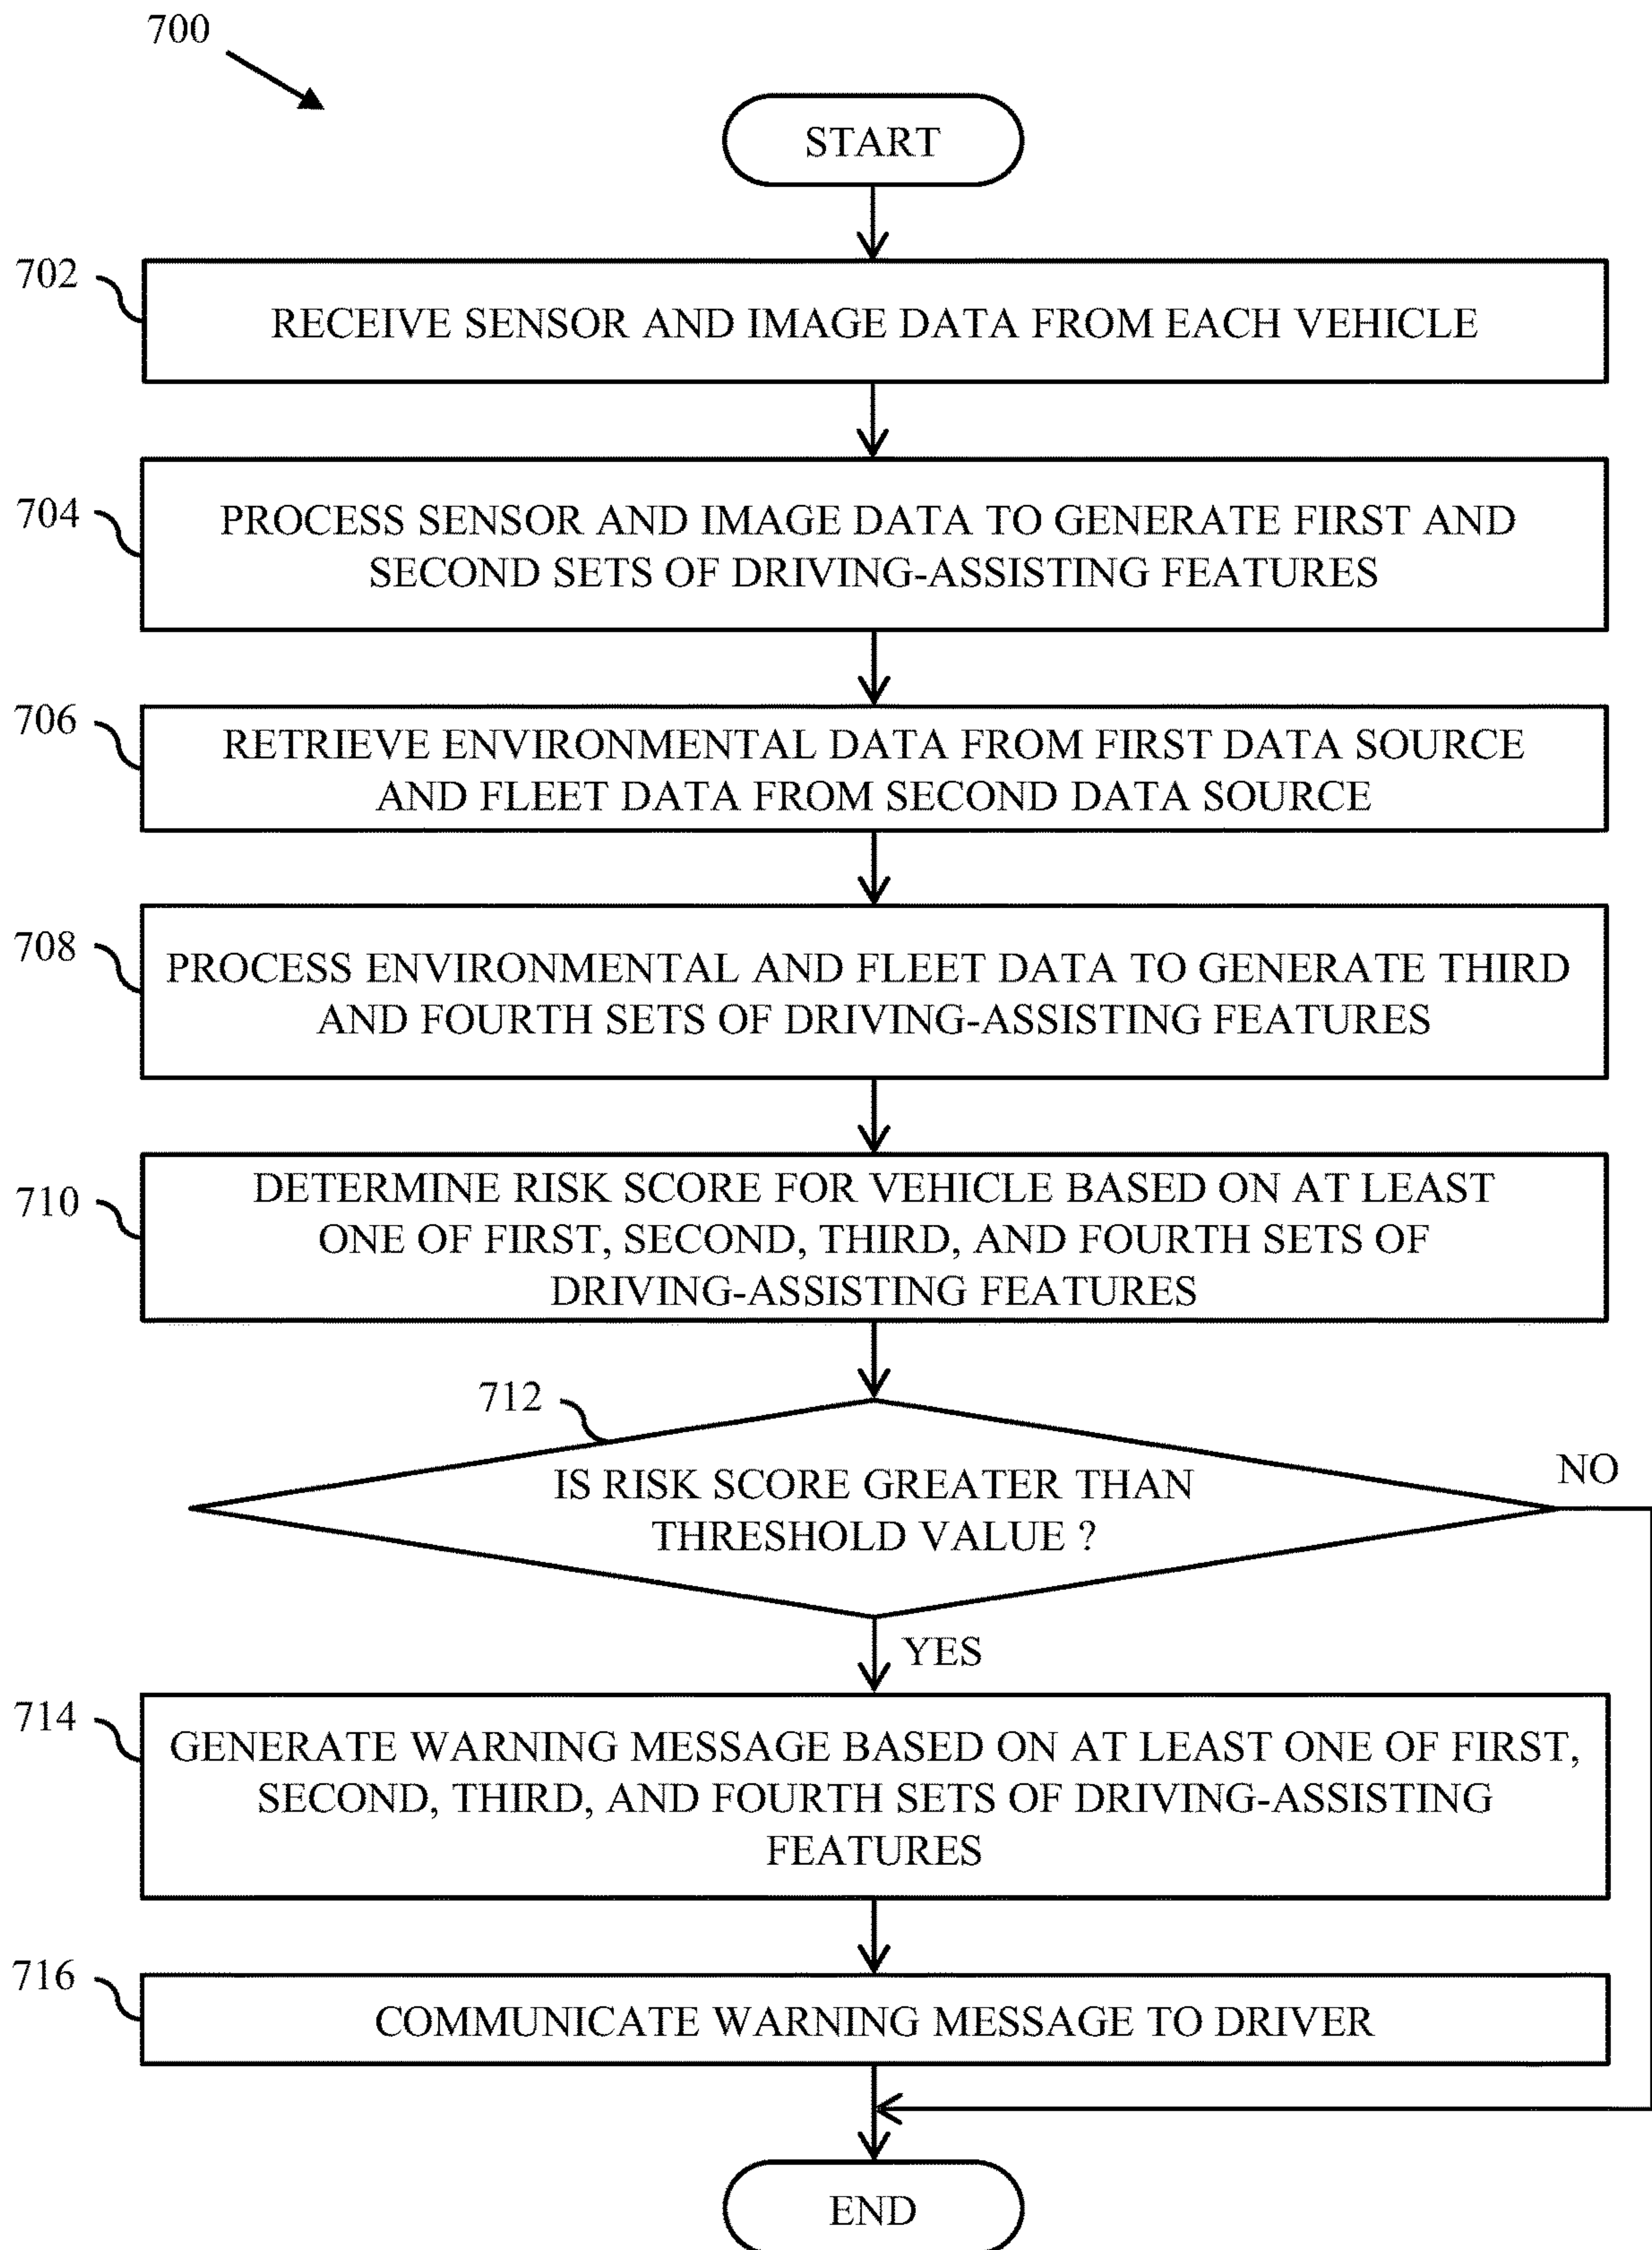 700
START
702
RECEIVE SENSOR AND IMAGE DATA FROM EACH VEHICLE
704
PROCESS SENSOR AND IMAGE DATA TO GENERATE FIRST AND
SECOND SETS OF DRIVING-ASSISTING FEATURES
706
RETRIEVE ENVIRONMENTAL DATA FROM FIRST DATA SOURCE
AND FLEET DATA FROM SECOND DATA SOURCE
708
PROCESS ENVIRONMENTAL AND FLEET DATA TO GENERATE THIRD
AND FOURTH SETS OF DRIVING-ASSISTING FEATURES
710
DETERMINE RISK SCORE FOR VEHICLE BASED ON AT LEAST
ONE OF FIRST, SECOND, THIRD, AND FOURTH SETS OF
DRIVING-ASSISTING FEATURES
712
IS RISK SCORE GREATER THAN
THRESHOLD VALUE ?
NO
YES
714
GENERATE WARNING MESSAGE BASED ON AT LEAST ONE OF FIRST,
SECOND, THIRD, AND FOURTH SETS OF DRIVING-ASSISTING
FEATURES
716
COMMUNICATE WARNING MESSAGE TO DRIVER
END